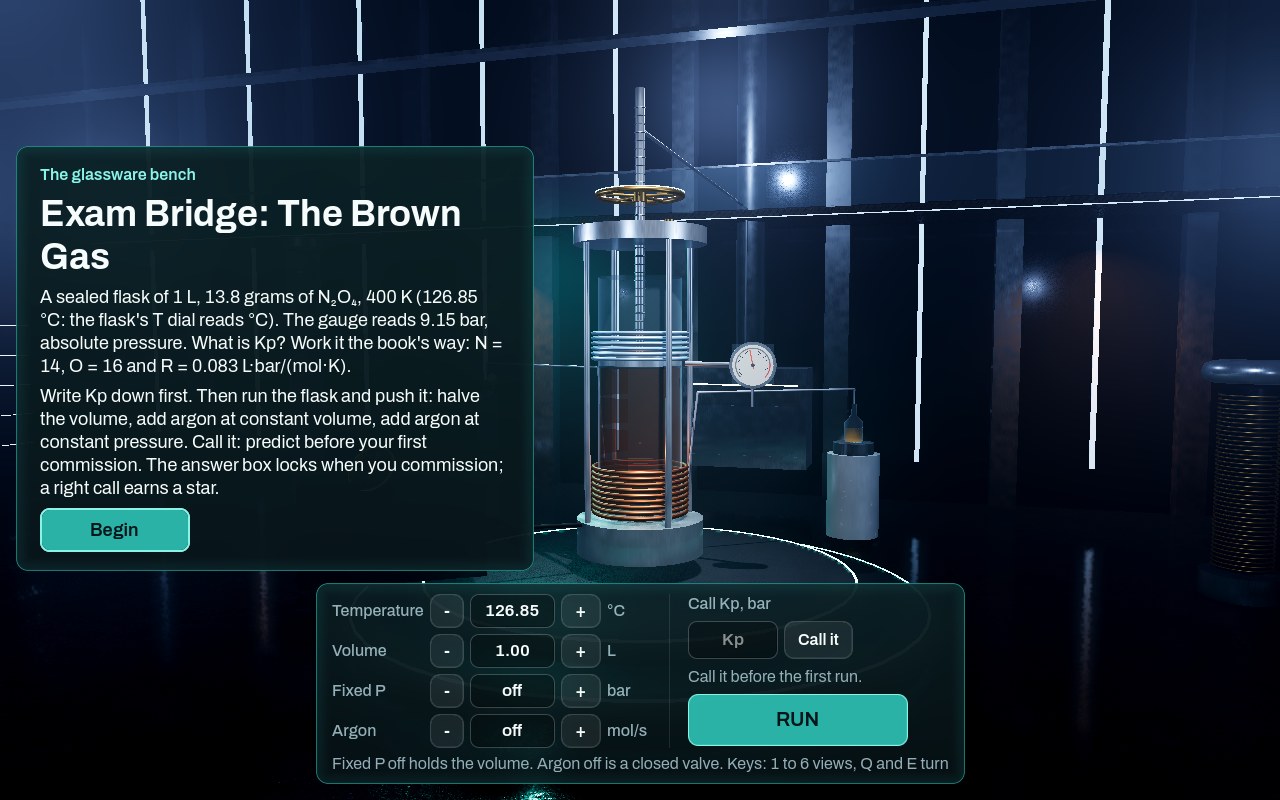 The glassware bench
Exam Bridge: The Brown
Gas
A sealed flask of 1 L, 13.8 grams of N₂O₄, 400 K (126.85
°C: the flask's T dial reads °C). The gauge reads 9.15 bar,
absolute pressure. What is Kp? Work it the book's way: N =
14, O = 16 and R = 0.083 L·bar/(mol·K).
Write Kp down first. Then run the flask and push it: halve
the volume, add argon at constant volume, add argon at
constant pressure. Call it: predict before your first
commission. The answer box locks when you commission;
a right call earns a star.
Begin
Temperature - 126.85 + °C
Volume - 1.00 + L
Fixed P - off + bar
Argon - off + mol/s
Call Kp, bar
Kp Call it
Call it before the first run.
RUN
Fixed P off holds the volume. Argon off is a closed valve. Keys: 1 to 6 views, Q and E turn